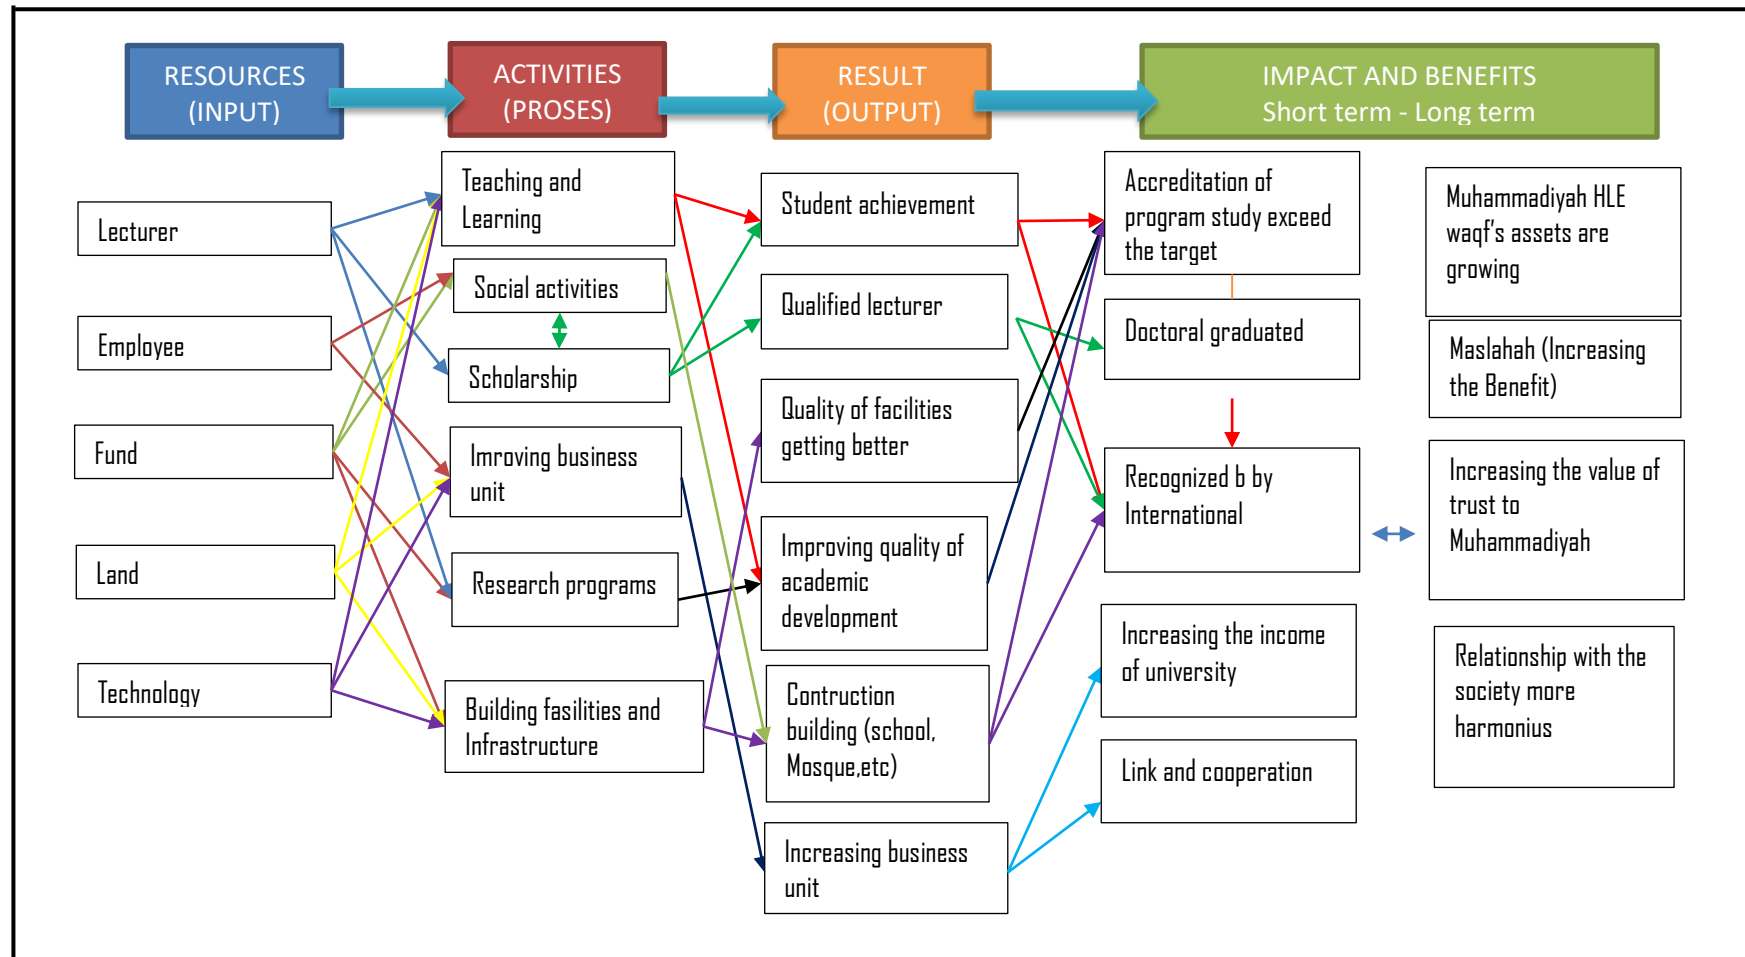 RESOURCES
(INPUT)
ACTIVITIES
(PROSES)
RESULT
(OUTPUT)
IMPACT AND BENEFITS
Short term - Long term
Lecturer
Employee
Fund
Land
Technology
Teaching and
Learning
Social activities
Scholarship
Imroving business
unit
Research programs
Building fasilities and
Infrastructure
Student achievement
Qualified lecturer
Quality of facilities
getting better
Improving quality of
academic
development
Contruction
building (school,
Mosque,etc)
Increasing business
unit
Accreditation of
program study exceed
the target
Doctoral graduated
Recognized b by
International
Increasing the income
of university
Link and cooperation
Muhammadiyah HLE
waqf's assets are
growing
Maslahah (Increasing
the Benefit)
Increasing the value of
trust to
Muhammadiyah
Relationship with the
society more
harmonius